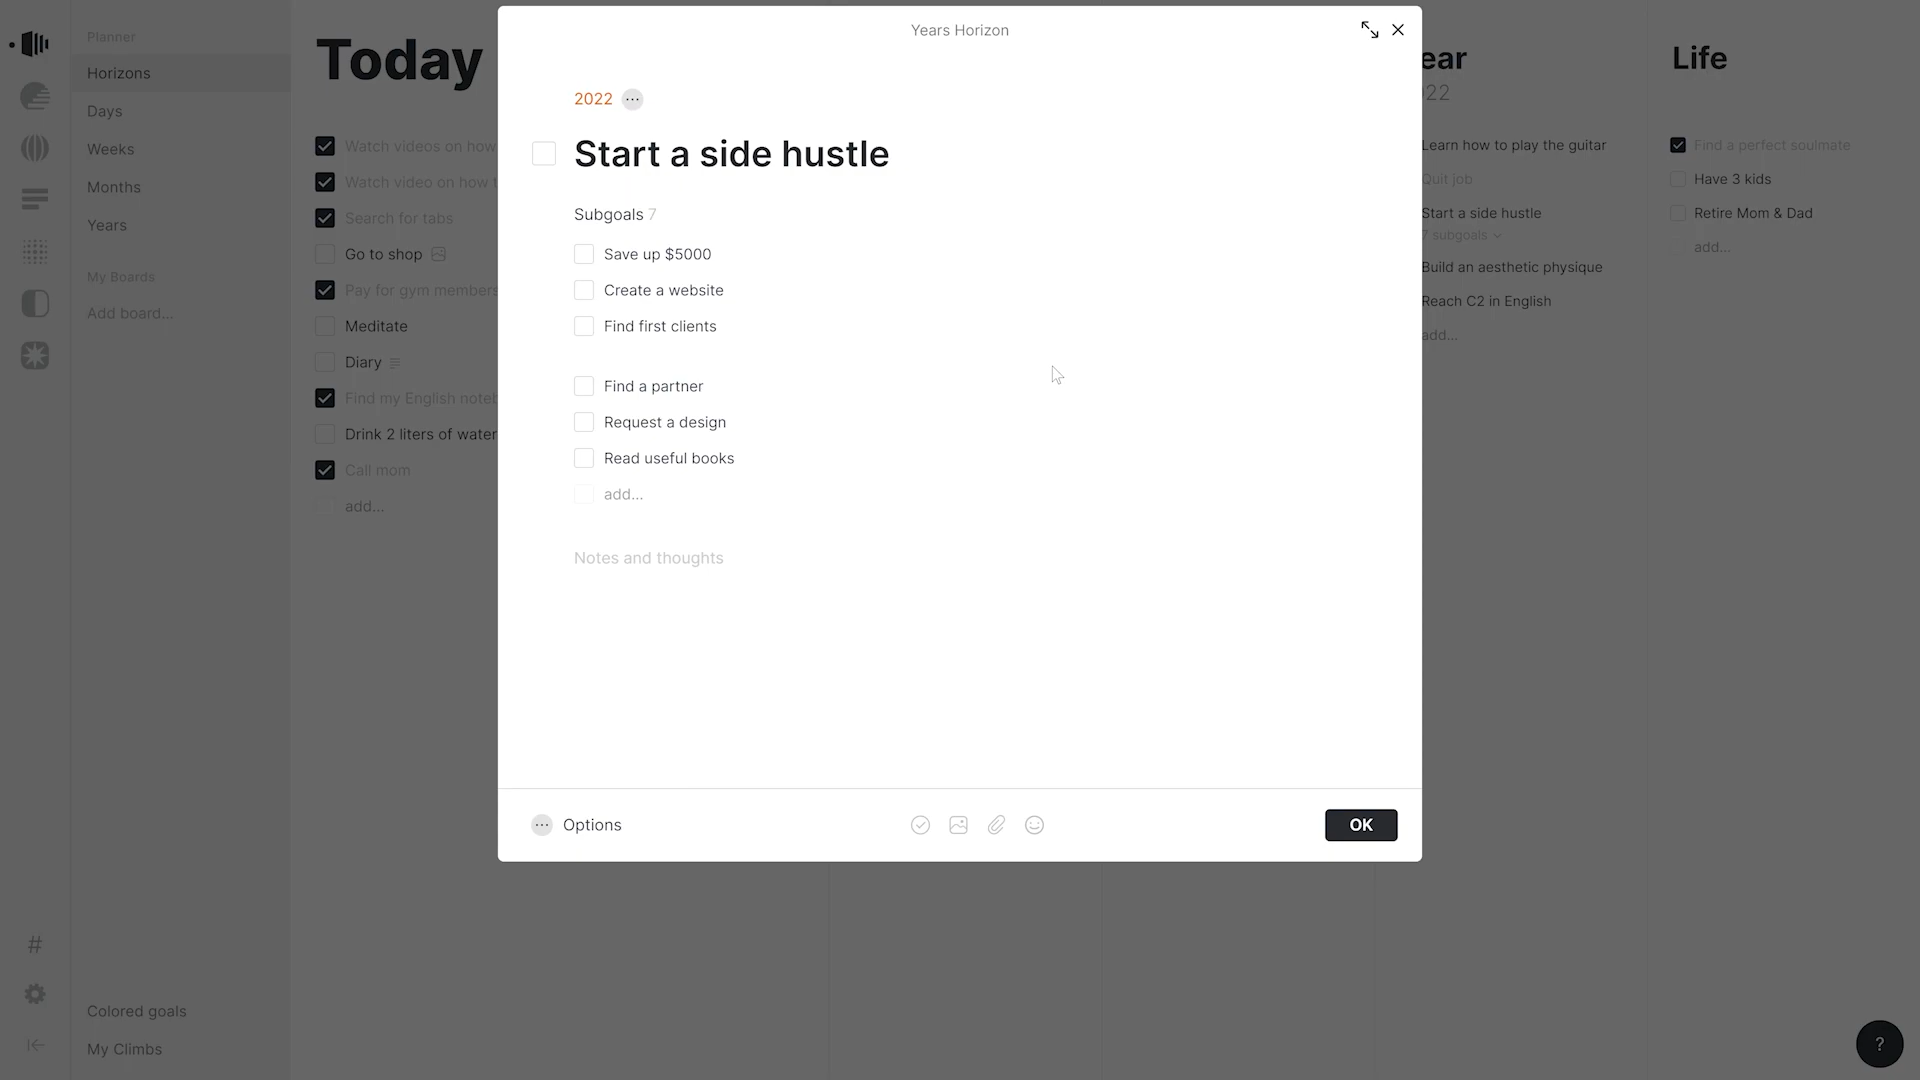 Planner
Horizons
Days
Weeks
Months
Years
My Boards
Add board...
Colored goals
My Climbs
Today
Watch videos on how
Watch video on how
Search for tabs
Go to shop
Pay for gym
Meditate
Diary
Find my English
Drink 2 liters of water
Call mom
add...
Years Horizon
2022
Start a side hustle
Subgoals 7
Save up $5000
Create a website
Find first clients
Find a partner
Request a design
Read useful books
add...
Notes and thoughts
Options
OK
ear
022
Learn how to play the guitar
Quit job
Start a side hustle
7 subgoals
Build an aesthetic physique
Reach C2 in English
add...
Life
Find a perfect soulmate
Have 3 kids
Retire Mom & Dad
add...
?